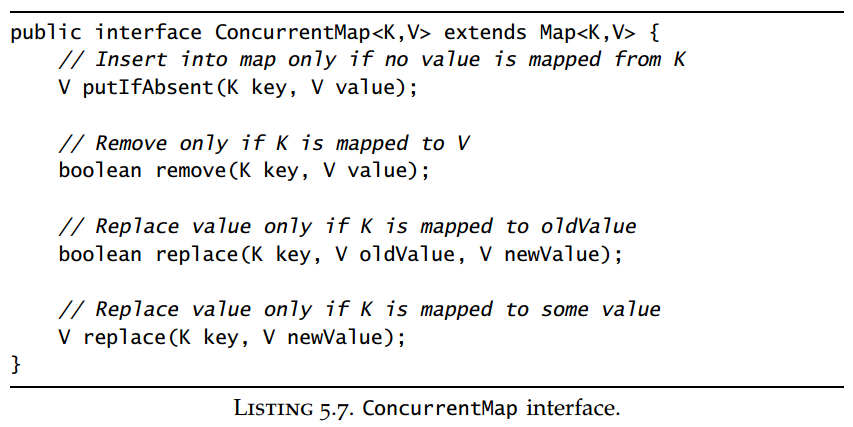 public interface ConcurrentMap<K,V> extends Map<K,V> {
    // Insert into map only if no value is mapped from K
    V putIfAbsent(K key, V value);

    // Remove only if K is mapped to V
    boolean remove(K key, V value);

    // Replace value only if K is mapped to oldValue
    boolean replace(K key, V oldValue, V newValue);

    // Replace value only if K is mapped to some value
    V replace(K key, V newValue);
}
LISTING 5.7. ConcurrentMap interface.